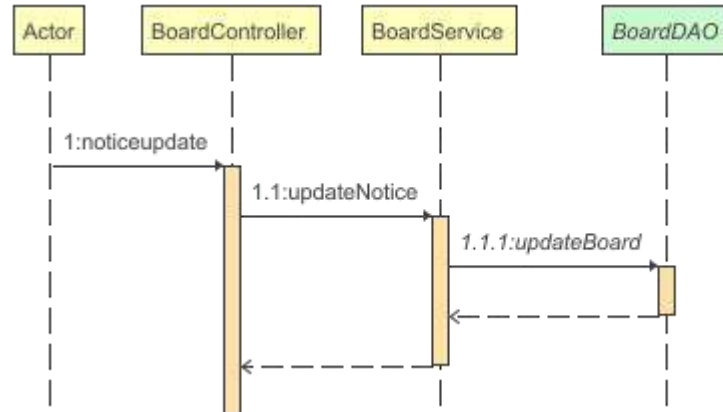 Actor
BoardController
BoardService
BoardDAO
1:noticeupdate
1.1:updateNotice
1.1.1:updateBoard